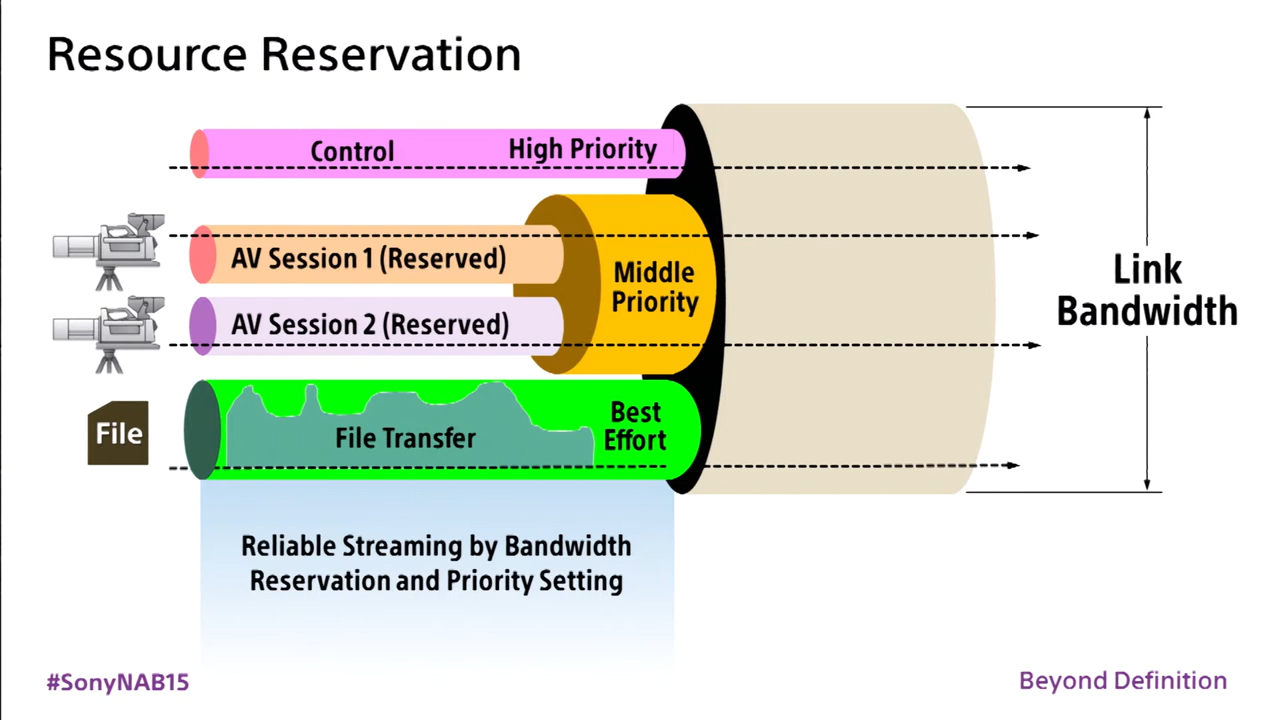 Resource Reservation
Control
High Priority
AV Session 1 (Reserved)
AV Session 2 (Reserved)
Middle
Priority
File
File Transfer
Best
Effort
Link
Bandwidth
Reliable Streaming by Bandwidth
Reservation and Priority Setting
#SonyNAB15
Beyond Definition